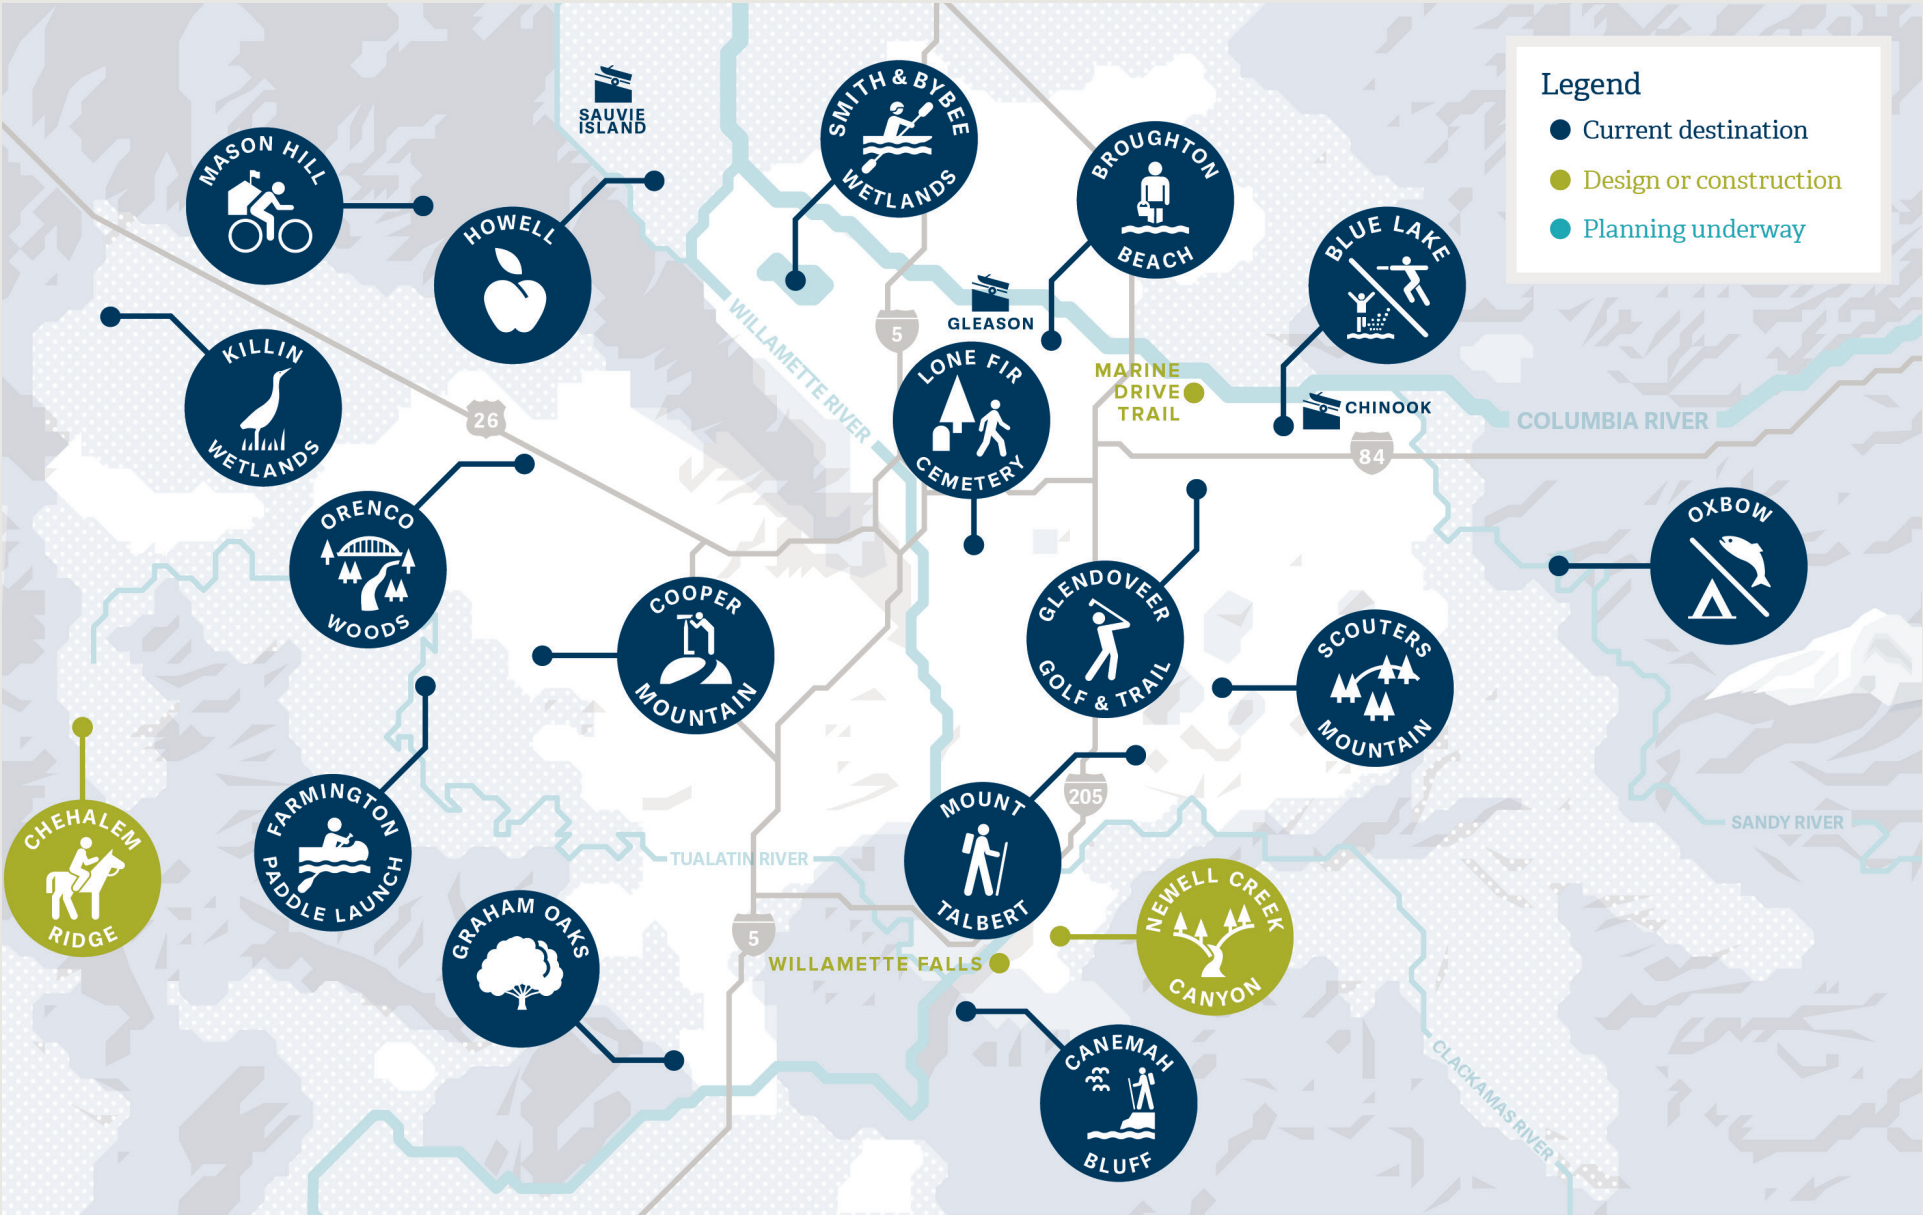 Legend
Current destination
Design or construction
Planning underway
SAUVIE
ISLAND
SMITH & BYBEE
WETLANDS
MASON HILL
HOWELL
BROUGHTON
BEACH
BLUE LAKE
GLEASON
WILLAMETTE RIVER
5
KILLIN
WETLANDS
26
LONE FIR
CEMETERY
MARINE
DRIVE
TRAIL
CHINOOK
COLUMBIA RIVER
84
ORENCO
WOODS
OXBOW
COOPER
MOUNTAIN
GLENDOVEER
GOLF & TRAIL
SCOUTERS
MOUNTAIN
CHEHALEM
RIDGE
FARMINGTON
PADDLE LAUNCH
MOUNT
TALBERT
205
SANDY RIVER
TUALATIN RIVER
GRAHAM OAKS
5
WILLAMETTE FALLS
NEWELL CREEK
CANYON
CANEMAH
BLUFF
CLACKAMAS RIVER